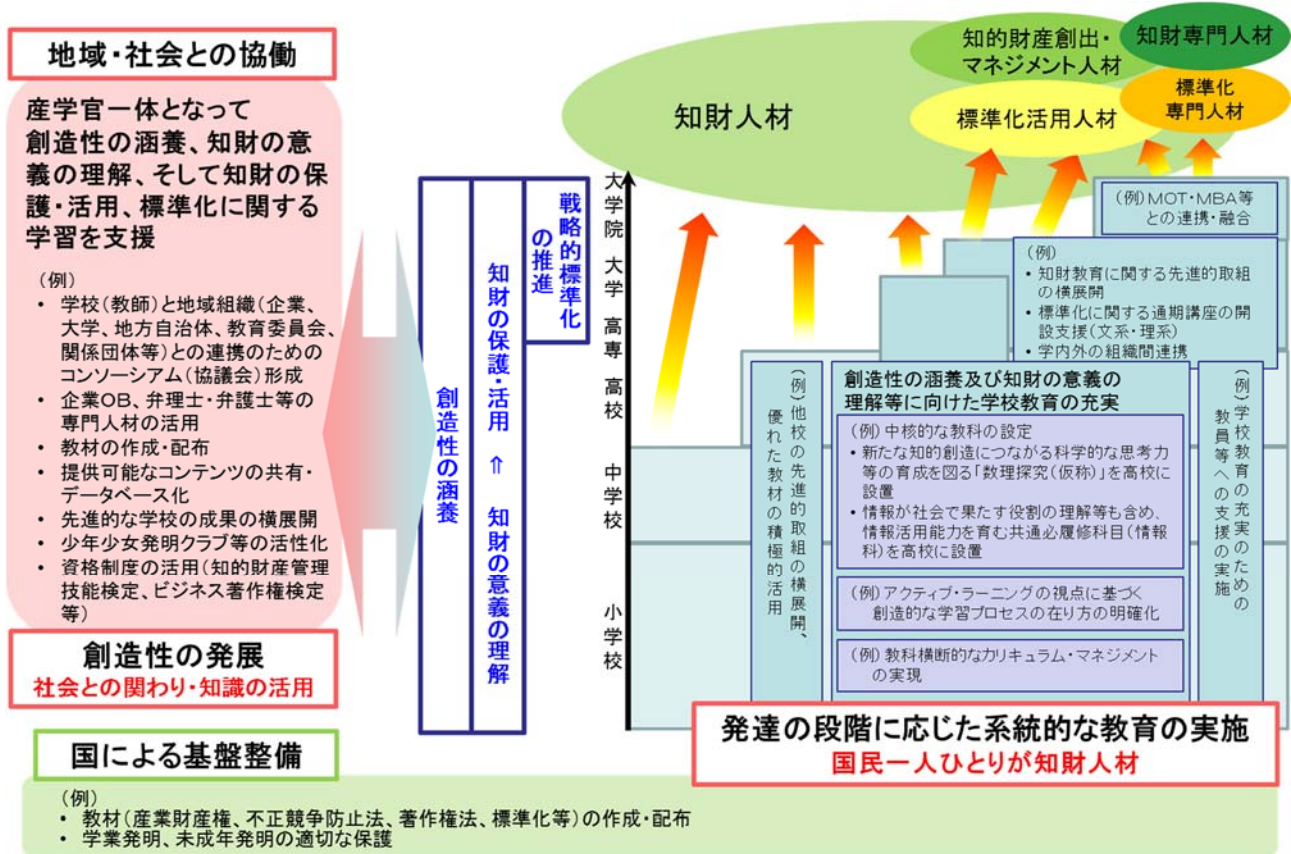 地域・社会との協働
産学官一体となって
創造性の涵養、知財の意
義の理解、そして知財の保
護・活用、標準化に関する
学習を支援
(例)
• 学校(教師)と地域組織(企業、
大学、地方自治体、教育委員会、
関係団体等)との連携のための
コンソーシアム(協議会)形成
• 企業OB、弁理士・弁護士等の
専門人材の活用
• 教材の作成・配布
• 提供可能なコンテンツの共有・
データベース化
• 先進的な学校の成果の横展開
• 少年少女発明クラブ等の活性化
• 資格制度の活用(知的財産管理
技能検定、ビジネス著作権検定
等)
創造性の発展
社会との関わり・知識の活用
創造性の涵養
知財の保護・活用 ⇐ 知財の意義の理解
戦略的標準化
の推進
大学院
大学
高専
高校
中学校
小学校
知財人材
知的財産創出・
マネジメント人材
知財専門人材
標準化活用人材
標準化
専門人材
(例)MOT・MBA等
との連携・融合
(例)
• 知財教育に関する先進的取組
の横展開
• 標準化に関する通期講座の開
設支援(文系・理系)
• 学内外の組織間連携
(例)他校の先進的取組の横展開、
優れた教材の積極的活用
創造性の涵養及び知財の意義の
理解等に向けた学校教育の充実
(例)中核的な教科の設定
• 新たな知的創造につながる科学的な思考力
等の育成を図る「数理探究(仮称)」を高校に
設置
• 情報が社会で果たす役割の理解等も含め、
情報活用能力を育む共通必履修科目(情報
科)を高校に設置
(例)アクティブ・ラーニングの視点に基づく
創造的な学習プロセスの在り方の明確化
(例)教科横断的なカリキュラム・マネジメント
の実現
(例)学校教育の充実のための
教員等への支援の実施
発達の段階に応じた系統的な教育の実施
国民一人ひとりが知財人材
国による基盤整備
(例)
• 教材(産業財産権、不正競争防止法、著作権法、標準化等)の作成・配布
• 学業発明、未成年発明の適切な保護